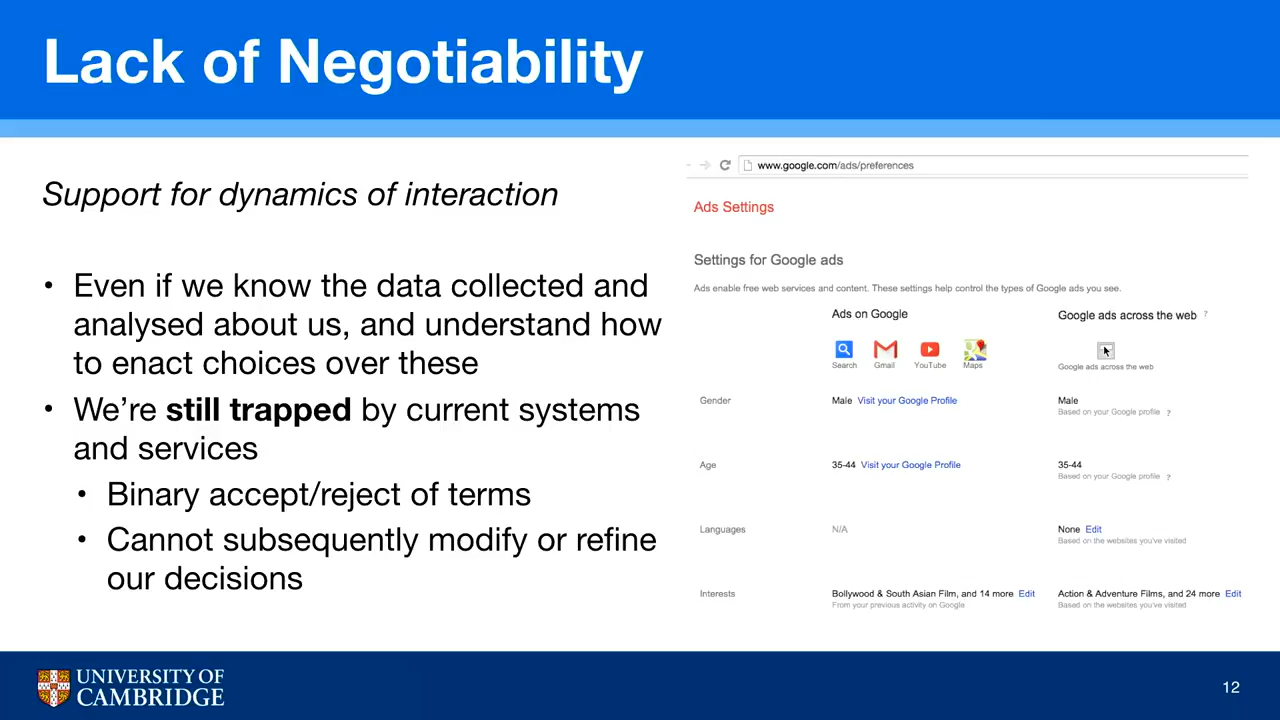 Lack of Negotiability
Support for dynamics of interaction
• Even if we know the data collected and
analysed about us, and understand how
to enact choices over these
• We’re still trapped by current systems
and services
• Binary accept/reject of terms
• Cannot subsequently modify or refine
our decisions
www.google.com/ads/preferences
Ads Settings
Settings for Google ads
Ads enable free web services and content. These settings help control the types of Google ads you see.
Ads on Google
Google ads across the web ?
Search Gmail YouTube Maps
Google ads across the web
Gender
Male Visit your Google Profile
Male
Based on your Google profile ?
Age
35-44 Visit your Google Profile
35-44
Based on your Google profile ?
Languages
N/A
None Edit
Based on the websites you've visited
Interests
Bollywood & South Asian Film, and 14 more Edit
From your previous activity on Google
Action & Adventure Films, and 24 more Edit
Based on the websites you've visited
UNIVERSITY OF
CAMBRIDGE
12